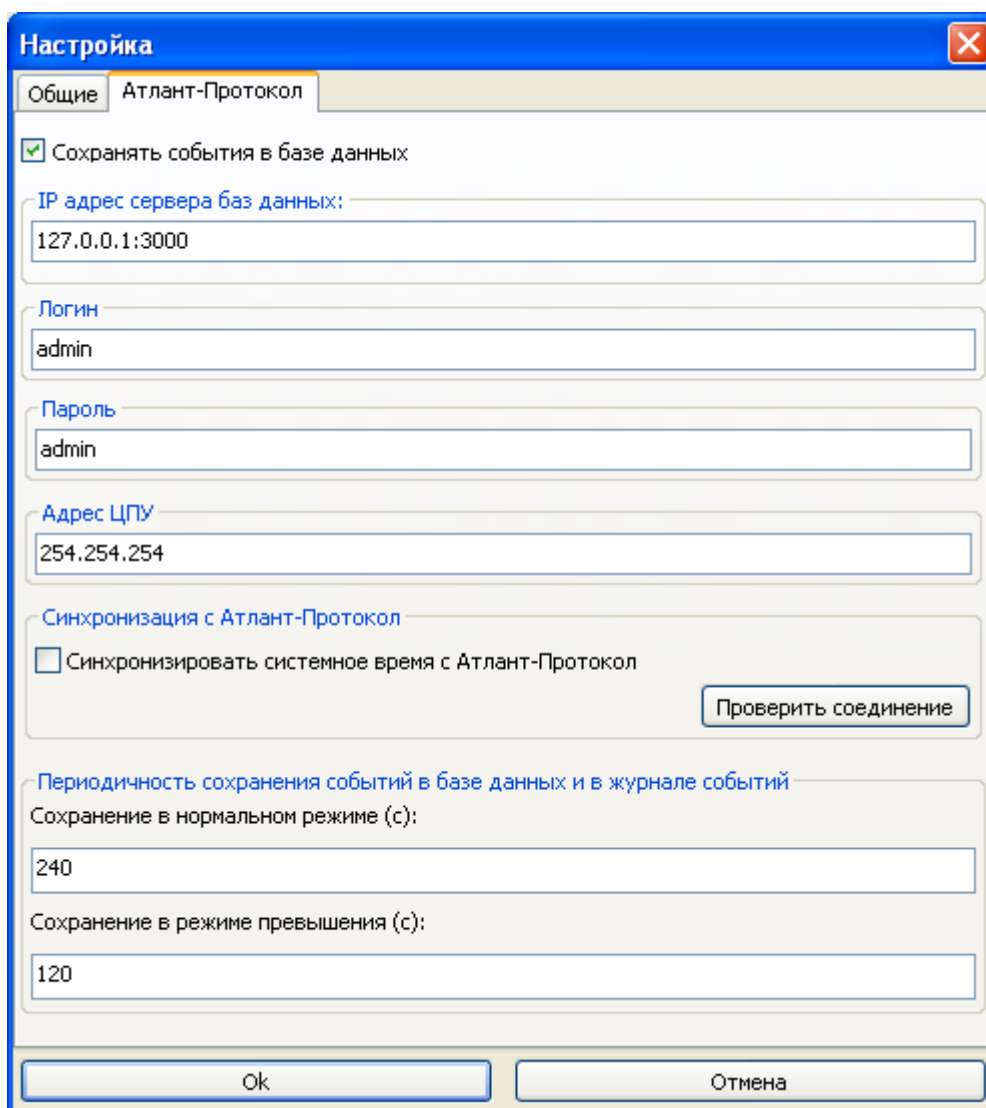 Настройка
Общие
Атлант-Протокол
Сохранять события в базе данных
IP адрес сервера баз данных:
127.0.0.1:3000
Логин
admin
Пароль
admin
Адрес ЦПУ
254.254.254
Синхронизация с Атлант-Протокол
Синхронизировать системное время с Атлант-Протокол
Проверить соединение
Периодичность сохранения событий в базе данных и в журнале событий
Сохранение в нормальном режиме (с):
240
Сохранение в режиме превышения (с):
120
Ok
Отмена